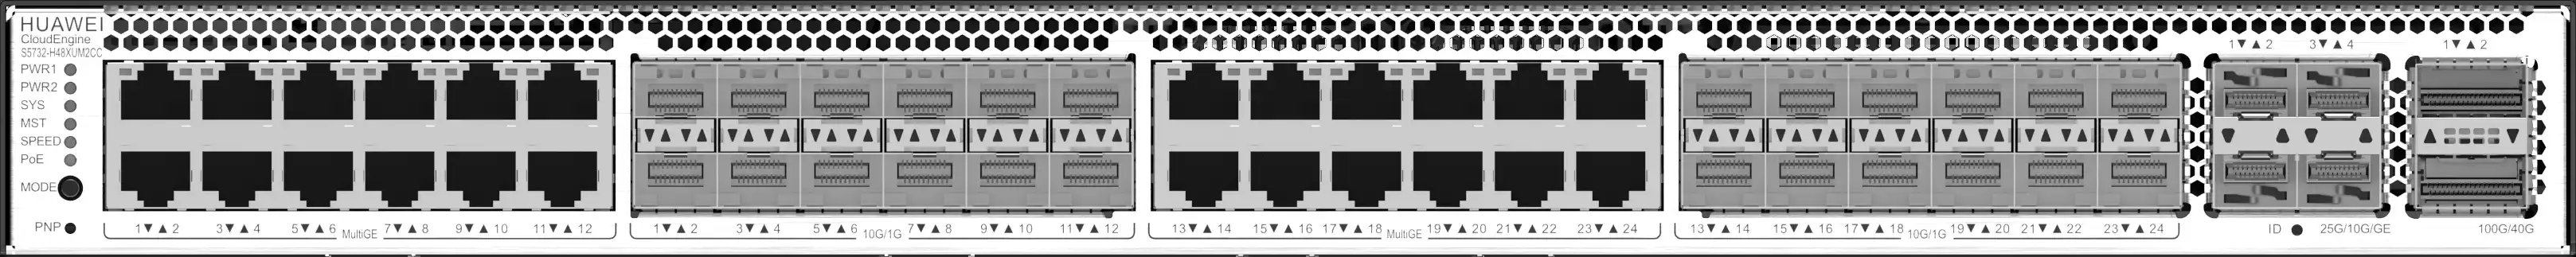 HUAWEI
CloudEngine
S5732-H48XUM2CC
PWR1
PWR2
SYS
MST
SPEED
PoE
MODE
PNP
1▼▲2 3▼▲4 5▼▲6 7▼▲8 9▼▲10 11▼▲12
MultiGE
1▼▲2 3▼▲4 5▼▲6 7▼▲8 9▼▲10 11▼▲12
10G/1G
13▼▲14 15▼▲16 17▼▲18 19▼▲20 21▼▲22 23▼▲24
MultiGE
13▼▲14 15▼▲16 17▼▲18 19▼▲20 21▼▲22 23▼▲24
10G/1G
1▼▲2 3▼▲4
ID
25G/10G/GE
1▼▲2
100G/40G